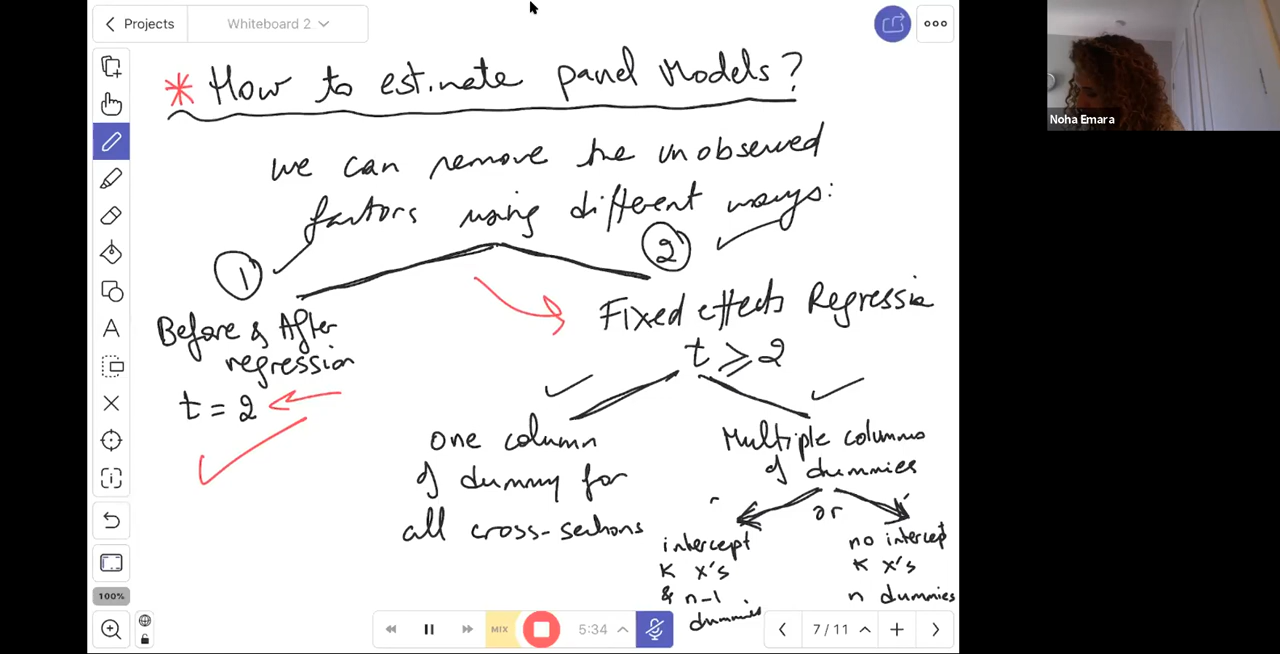 Projects
Whiteboard 2
* How to estimate panel Models?
we can remove the unobserved
factors using different ways:
1
2
Before & After
regression
t = 2
Fixed effects Regressio
t ⩾ 2
one column
of dummy for
all cross-sections
Multiple columns
of dummies
or
intercept
K X's
& n-1
dummies
no intercept
K X's
n dummies
100%
MIX
5:34
7 / 11
Noha Emara